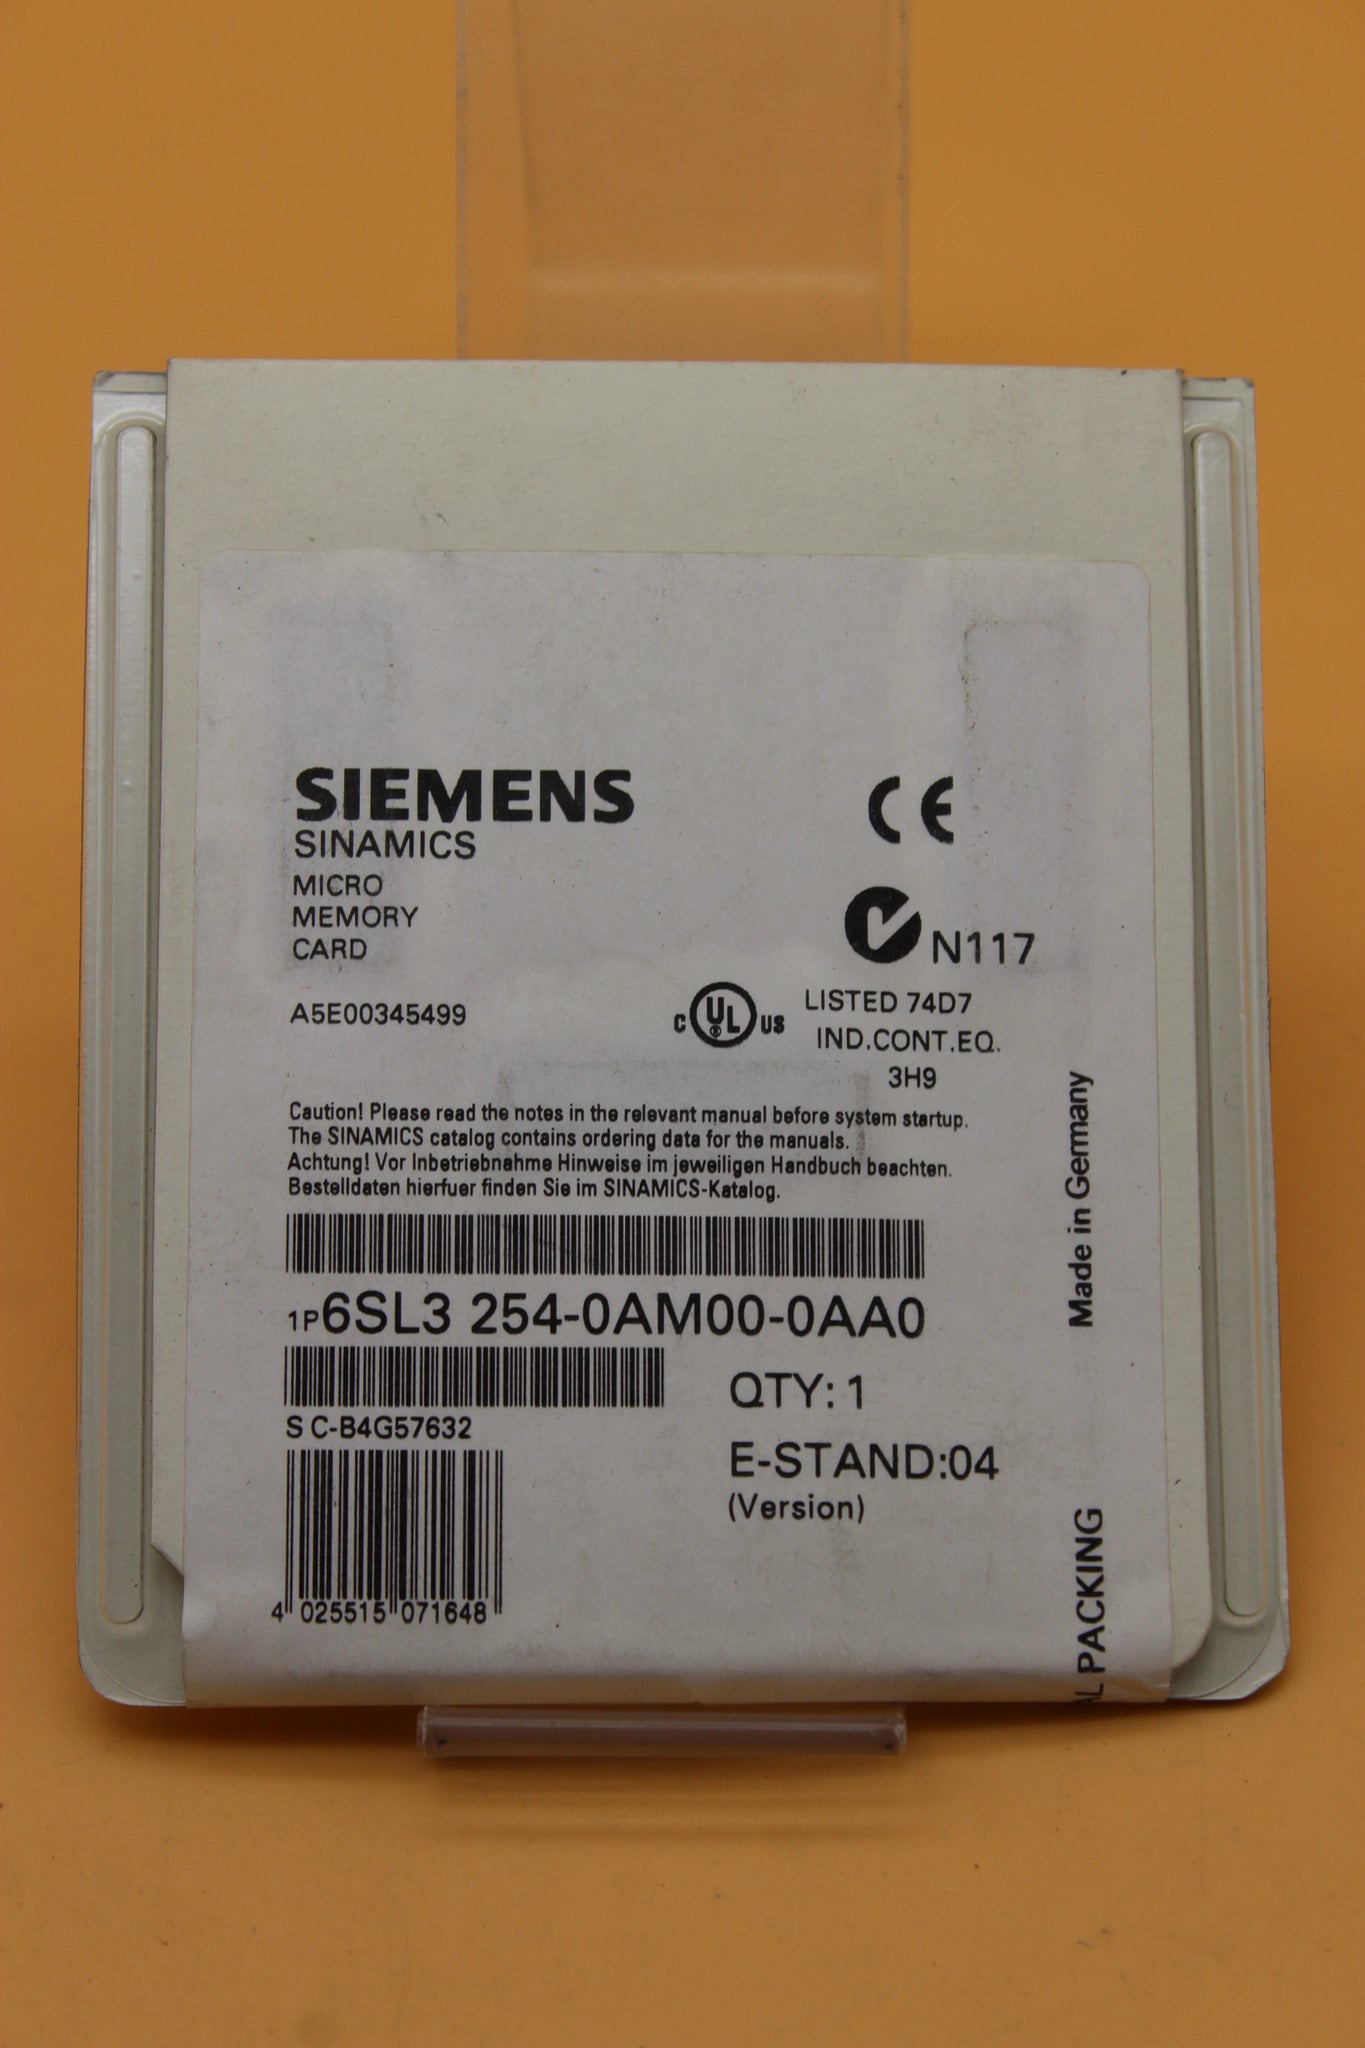 SIEMENS
SINAMICS
MICRO
MEMORY
CARD
A5E00345499
CE
N117
C UL US LISTED 74D7
IND.CONT.EQ.
3H9
Caution! Please read the notes in the relevant manual before system startup.
The SINAMICS catalog contains ordering data for the manuals.
Achtung! Vor Inbetriebnahme Hinweise im jeweiligen Handbuch beachten.
Bestelldaten hierfuer finden Sie im SINAMICS-Katalog.
1P6SL3 254-0AM00-0AA0
S C-B4G57632
QTY: 1
E-STAND:04
(Version)
4 025515 071648
Made in Germany
PACKING